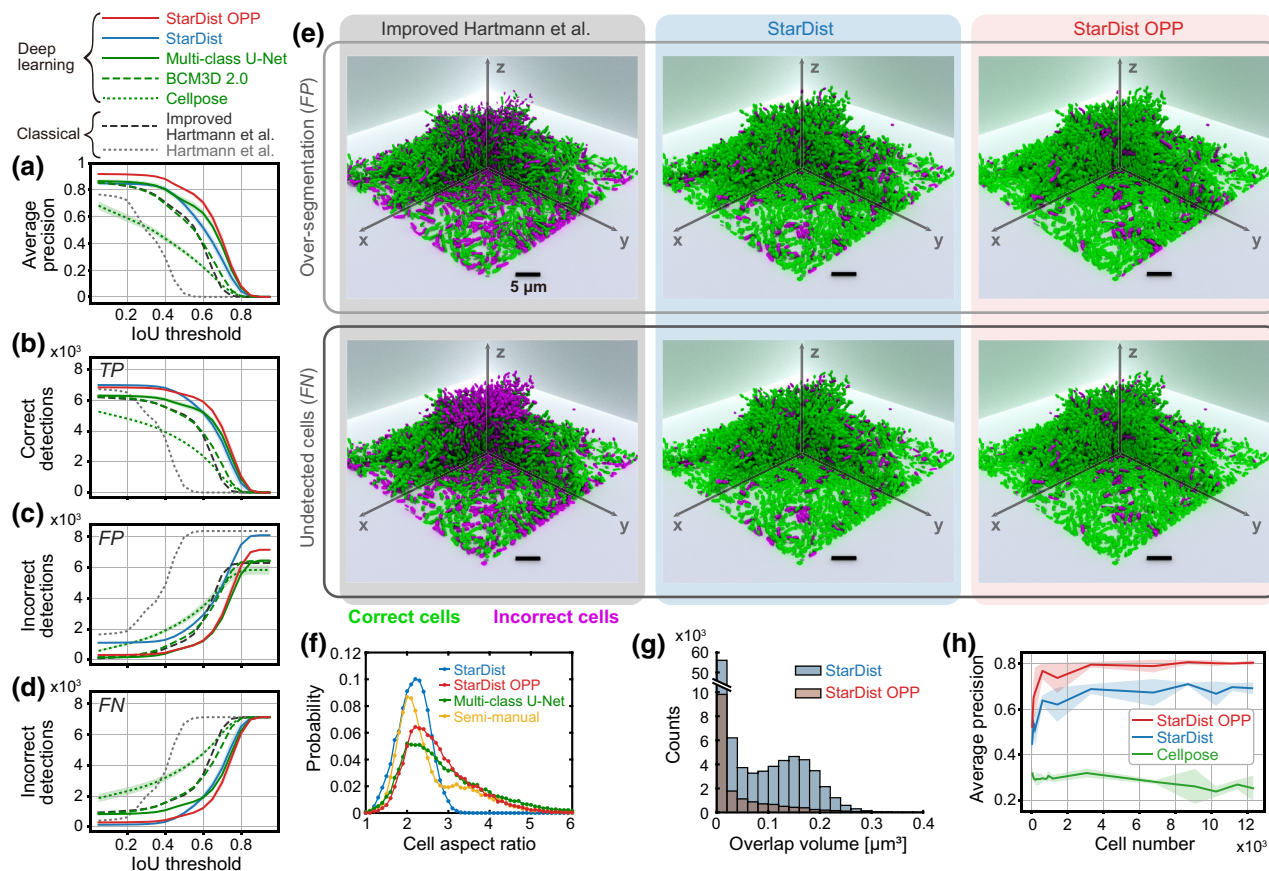 Deep
learning
StarDist OPP
StarDist
Multi-class U-Net
BCM3D 2.0
Cellpose
Classical
Improved
Hartmann et al.
Hartmann et al.
(a)
Average
precision
1
0.8
0.6
0.4
0.2
0
0.2 0.4 0.6 0.8
IoU threshold
(b)
×10³
TP
Correct
detections
8
6
4
2
0
(c)
×10³
FP
Incorrect
detections
8
6
4
2
0
(d)
×10³
FN
Incorrect
detections
8
6
4
2
0
0.2 0.4 0.6 0.8
IoU threshold
(e)
Improved Hartmann et al.
StarDist
StarDist OPP
Over-segmentation (FP)
z
x
y
5 µm
z
x
y
z
x
y
Undetected cells (FN)
z
x
y
z
x
y
z
x
y
Correct cells Incorrect cells
(f)
Probability
0.12
0.1
0.08
0.06
0.04
0.02
0
StarDist
StarDist OPP
Multi-class U-Net
Semi-manual
1 2 3 4 5 6
Cell aspect ratio
(g)
×10³
Counts
60
50
10
8
6
4
2
0
StarDist
StarDist OPP
0 0.1 0.2 0.3 0.4
Overlap volume [µm³]
(h)
Average precision
0.8
0.6
0.4
0.2
StarDist OPP
StarDist
Cellpose
0 2 4 6 8 10 12
Cell number ×10³